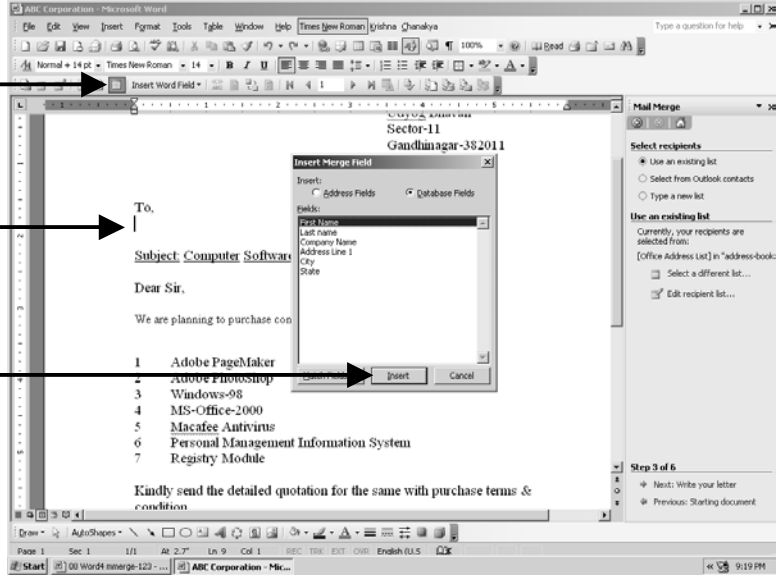 ABC Corporation - Microsoft Word
File Edit View Insert Format Tools Table Window Help Times New Roman Krishna Chanakya Type a question for help
100% Read
Normal + 14 pt Times New Roman 14 B I U
Insert Word Field 1
Udyog Bhavan
Sector-11
Gandhinagar-382011
To,
Subject: Computer Software
Dear Sir,
We are planning to purchase con
1 Adobe PageMaker
2 Adobe PhotoShop
3 Windows-98
4 MS-Office-2000
5 Macafee Antivirus
6 Personal Management Information System
7 Registry Module
Kindly send the detailed quotation for the same with purchase terms &
condition
Insert Merge Field
Insert:
Address Fields Database Fields
Fields:
First Name
Last name
Company Name
Address Line 1
City
State
Insert Cancel
Mail Merge
Select recipients
Use an existing list
Select from Outlook contacts
Type a new list
Use an existing list
Currently, your recipients are
selected from:
[Office Address List] in "address-book:
Select a different list...
Edit recipient list...
Step 3 of 6
Next: Write your letter
Previous: Starting document
Draw AutoShapes
Page 1 Sec 1 1/1 At 2.7" Ln 9 Col 1 REC TRK EXT OVR English (U.S
Start 00 Word4 mmerge-123 - ... ABC Corporation - Mic... 9:19 PM